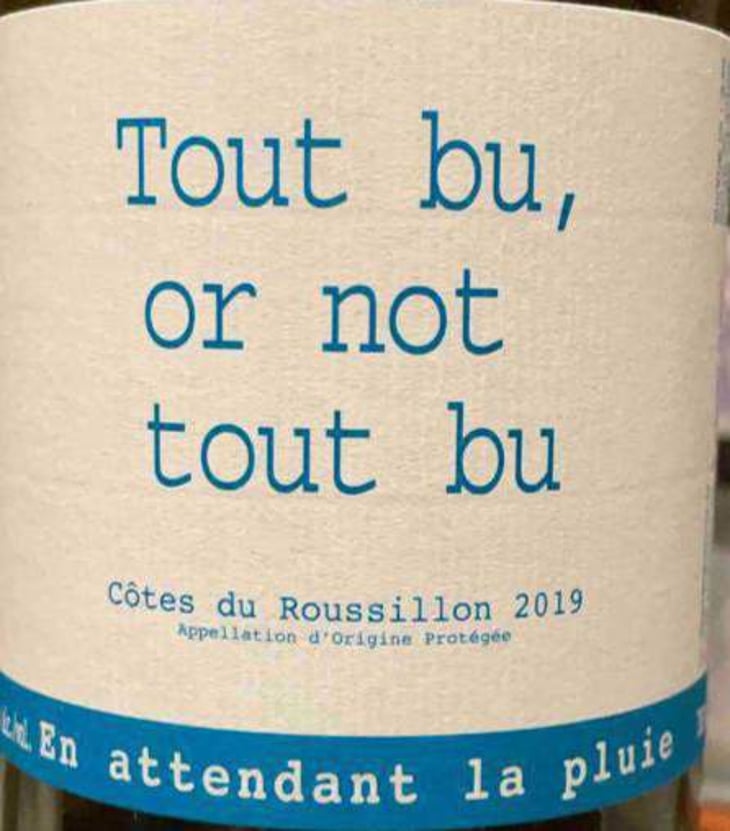 Tout bu,
or not
tout bu
Côtes du Roussillon 2019
Appellation d'Origine Protégée
En attendant la pluie